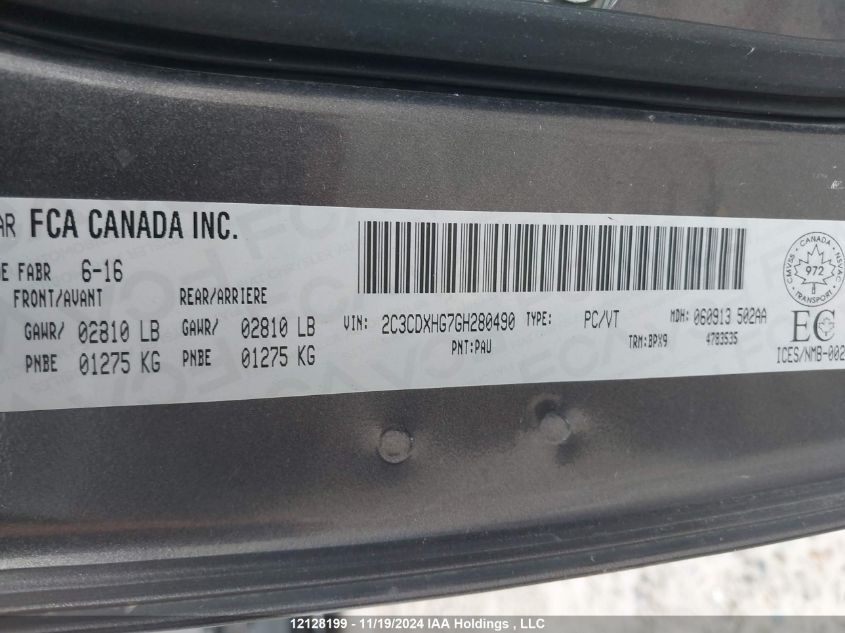 AR FCA CANADA INC.
E FABR 6-16
FRONT/AVANT REAR/ARRIERE
GAWR/ 02810 LB GAWR/ 02810 LB
PNBE 01275 KG PNBE 01275 KG
VIN: 2C3CDXHG7GH280490 TYPE: PC/VT MDH: 060913 502AA
PNT:PAU TRM:BPX9 4783535
CANADA
CMVSS NSVAC
972
TRANSPORT
EC
ICES/NMB-002
12128199 - 11/19/2024 IAA Holdings , LLC